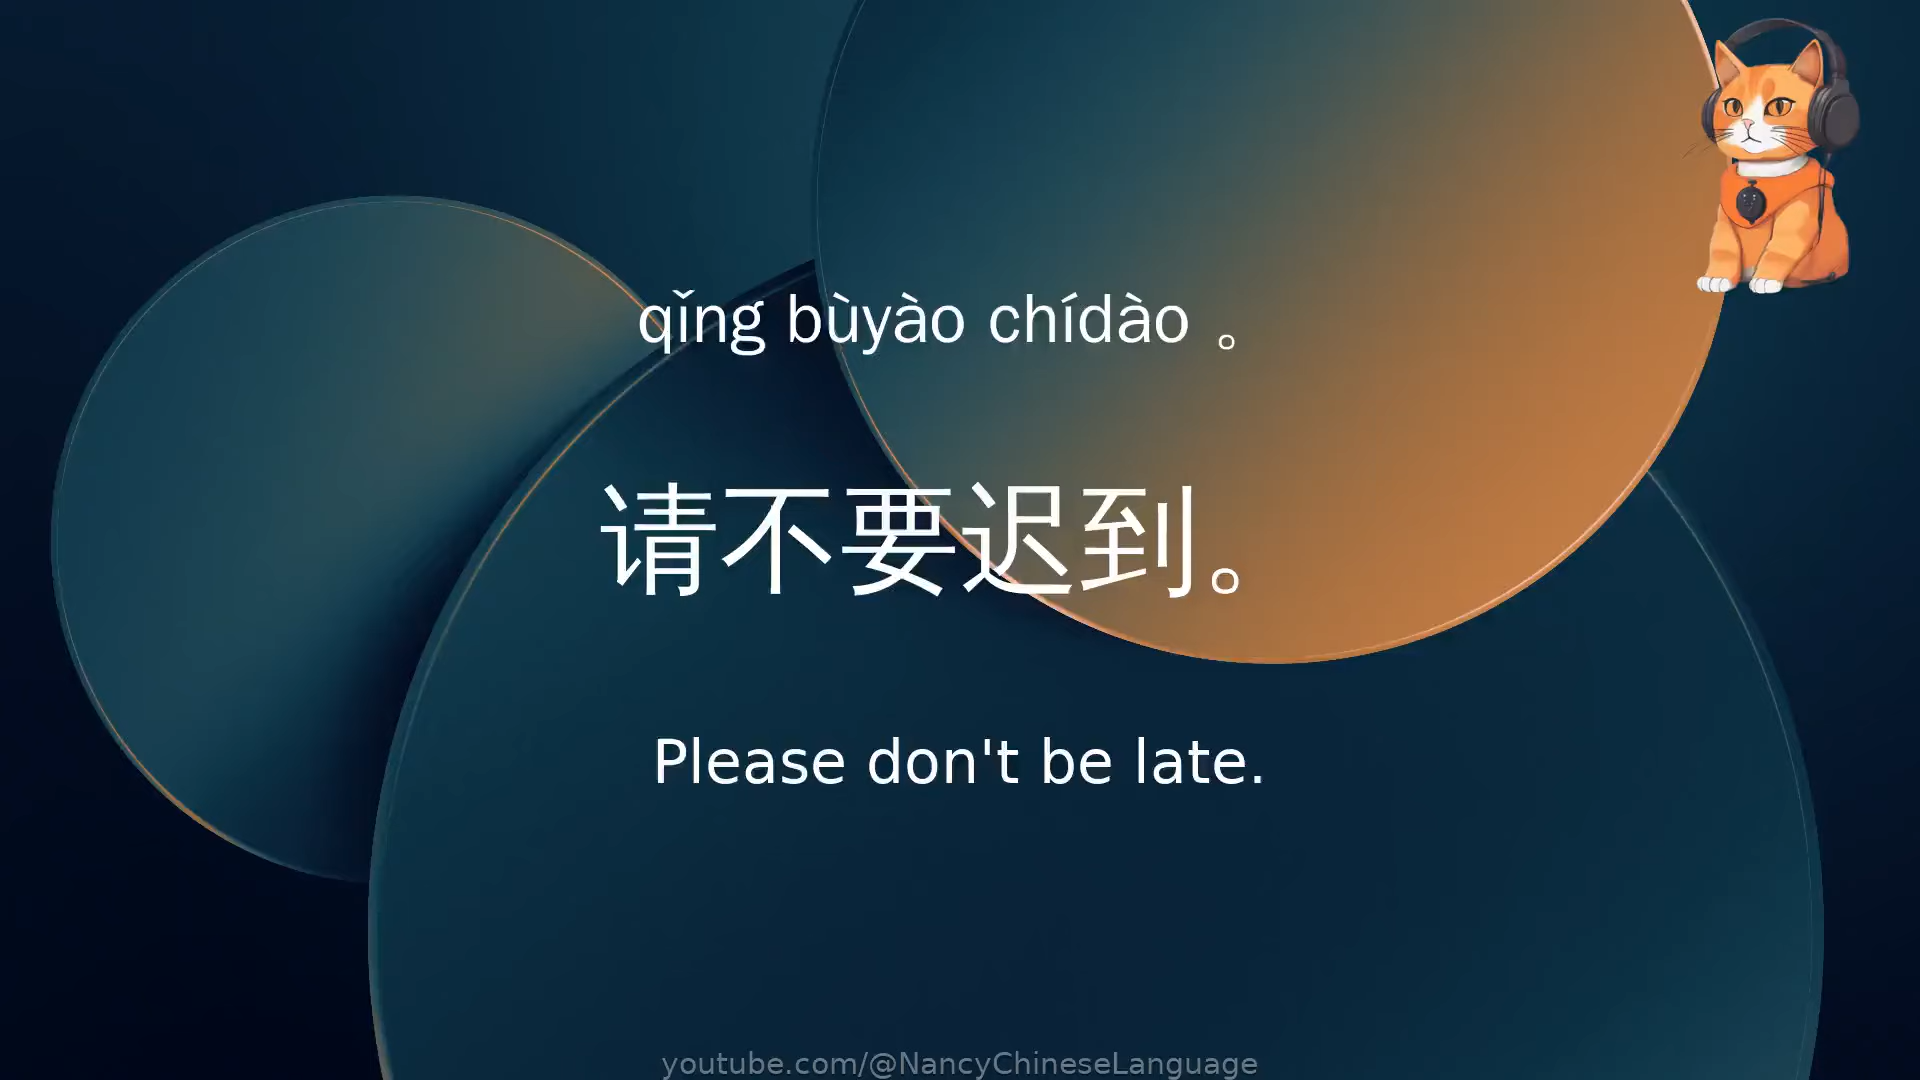 qǐng bùyào chídào 。
请不要迟到。
Please don't be late.
youtube.com/@NancyChineseLanguage